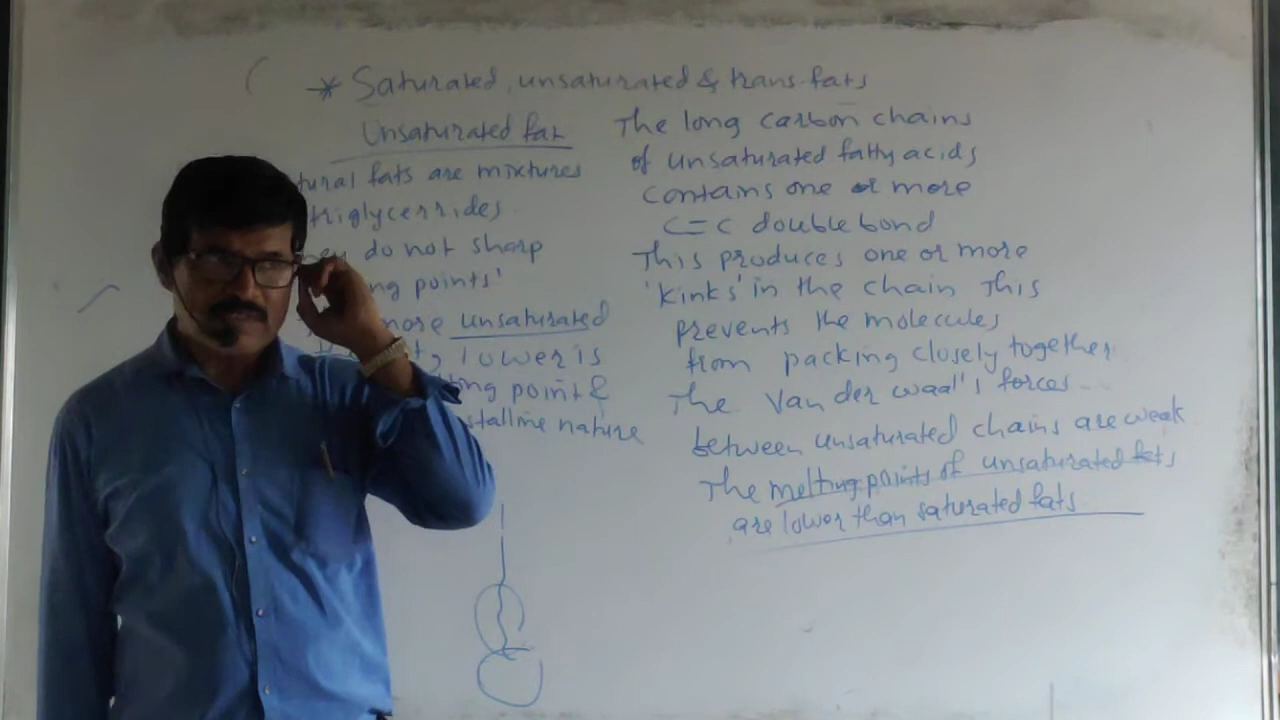 * Saturated, unsaturated & trans fats
Unsaturated fat
tural fats are mixtures
triglycerrides
do not sharp
ng points'
more unsaturated
lower is
ting point &
stalline nature
The long carbon chains
of unsaturated fatty acids
contains one or more
C=C double bond
This produces one or more
'kinks' in the chain This
prevents the molecules
from packing closely together
The Van der waal's forces
between unsaturated chains are weak
The melting points of unsaturated fats
are lower than saturated fats